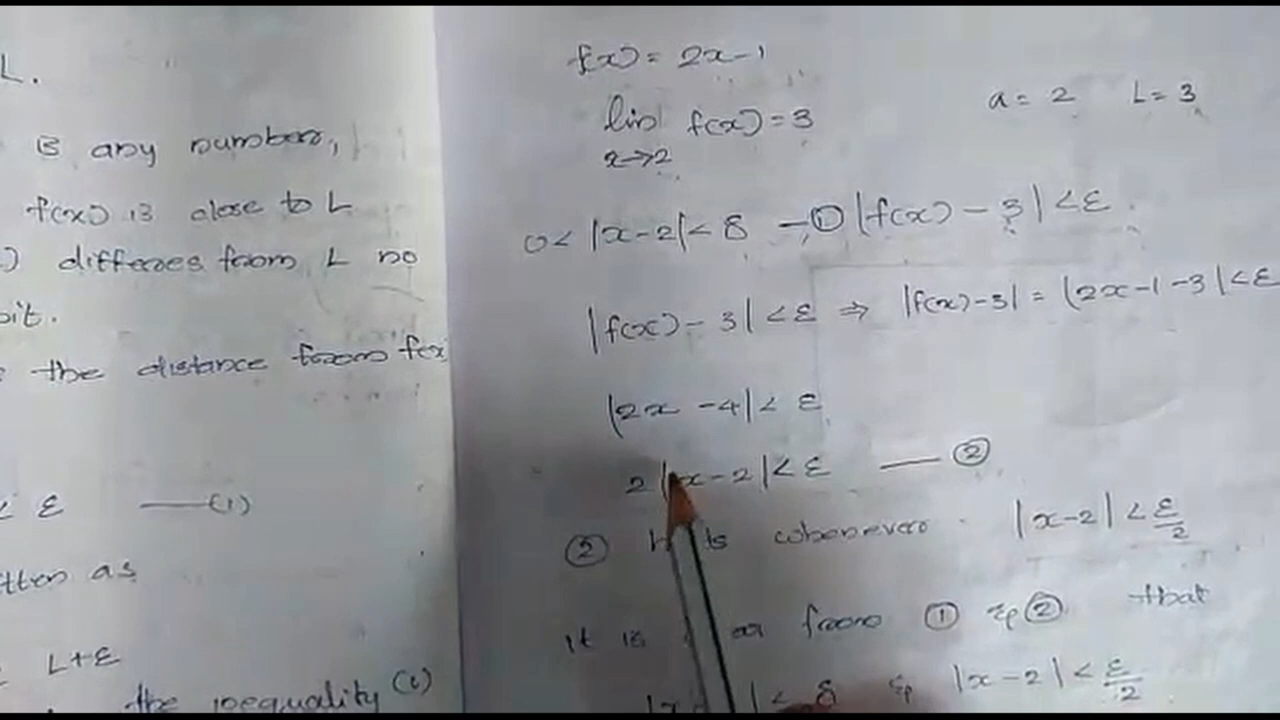 L.
is any number,
f(x) is close to L
differes from L no
bit.
the distance from f(x
< ε —(1)
tten as
L+ε
the inequality (1)
f(x) = 2x-1
lim f(x) = 3
x→2
a = 2 L = 3
0< |x-2|< δ —① |f(x) - 3| < ε
|f(x) - 3| < ε ⇒ |f(x)-3| = |2x-1-3| < ε
|2x -4| < ε
2|x-2| < ε — ②
② whenever |x-2| < ε/2
It is from ① & ② that
|x < δ & |x-2| < ε/2